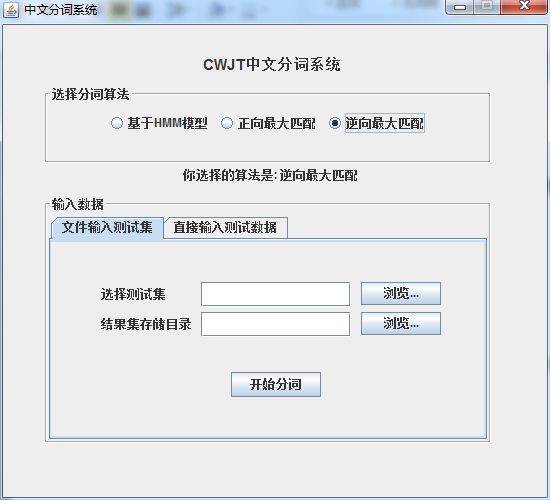 中文分词系统
CWJT中文分词系统
选择分词算法
基于HMM模型 正向最大匹配 逆向最大匹配
你选择的算法是:逆向最大匹配
输入数据
文件输入测试集 直接输入测试数据
选择测试集 浏览...
结果集存储目录 浏览...
开始分词